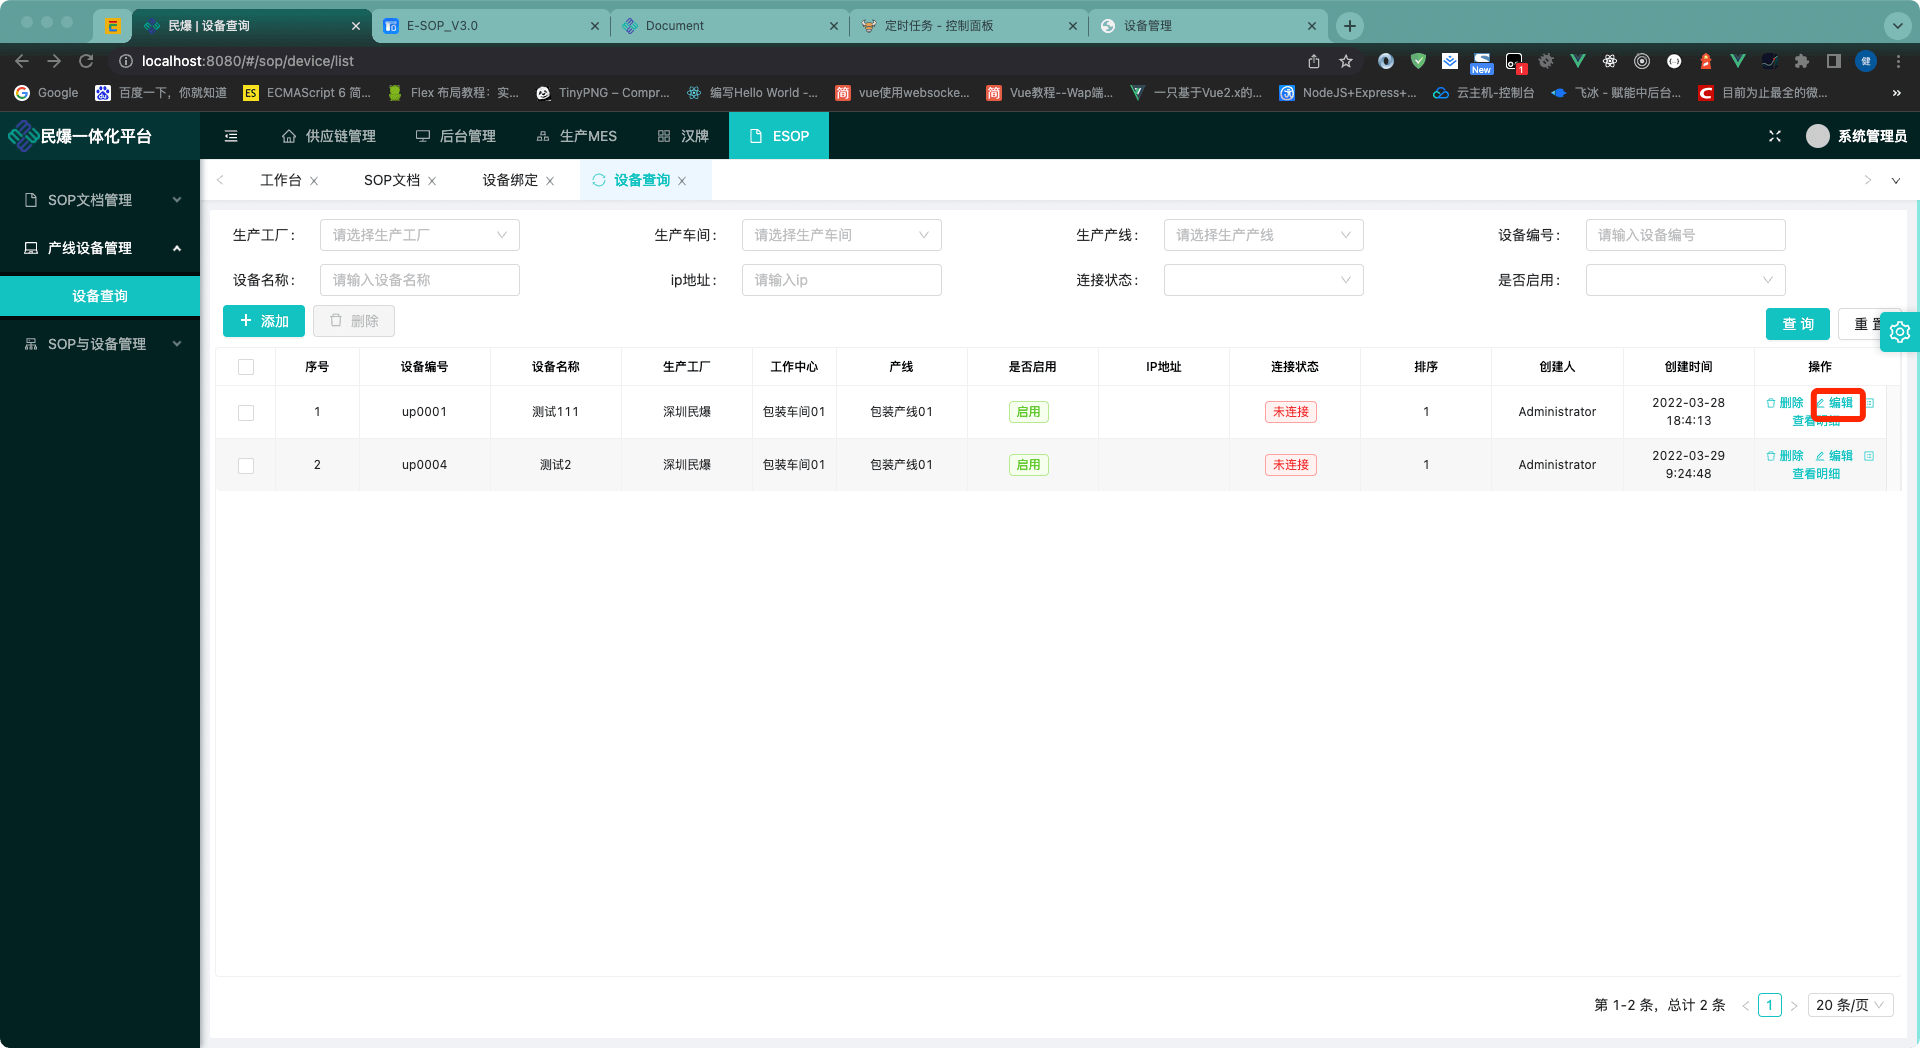 民爆 | 设备查询
E-SOP_V3.0
Document
定时任务 - 控制面板
设备管理
localhost:8080/#/sop/device/list
New
1
健
Google
百度一下，你就知道
ES ECMAScript 6 简...
Flex 布局教程：实...
TinyPNG – Compr...
编写Hello World -...
简 vue使用websocke...
简 Vue教程--Wap端...
一只基于Vue2.x的...
NodeJS+Express+...
云主机-控制台
飞冰 - 赋能中后台...
C 目前为止最全的微...
»
民爆一体化平台
供应链管理
后台管理
生产MES
汉牌
ESOP
系统管理员
工作台
SOP文档
设备绑定
设备查询
SOP文档管理
产线设备管理
设备查询
SOP与设备管理
生产工厂： 请选择生产工厂
生产车间： 请选择生产车间
生产产线： 请选择生产产线
设备编号： 请输入设备编号
设备名称： 请输入设备名称
ip地址： 请输入ip
连接状态：
是否启用：
+ 添加
删除
查 询
重 置
序号 设备编号 设备名称 生产工厂 工作中心 产线 是否启用 IP地址 连接状态 排序 创建人 创建时间 操作
1 up0001 测试111 深圳民爆 包装车间01 包装产线01 启用 未连接 1 Administrator 2022-03-28 18:4:13 删除 编辑 查看明细
2 up0004 测试2 深圳民爆 包装车间01 包装产线01 启用 未连接 1 Administrator 2022-03-29 9:24:48 删除 编辑 查看明细
第 1-2 条，总计 2 条 < 1 > 20 条/页